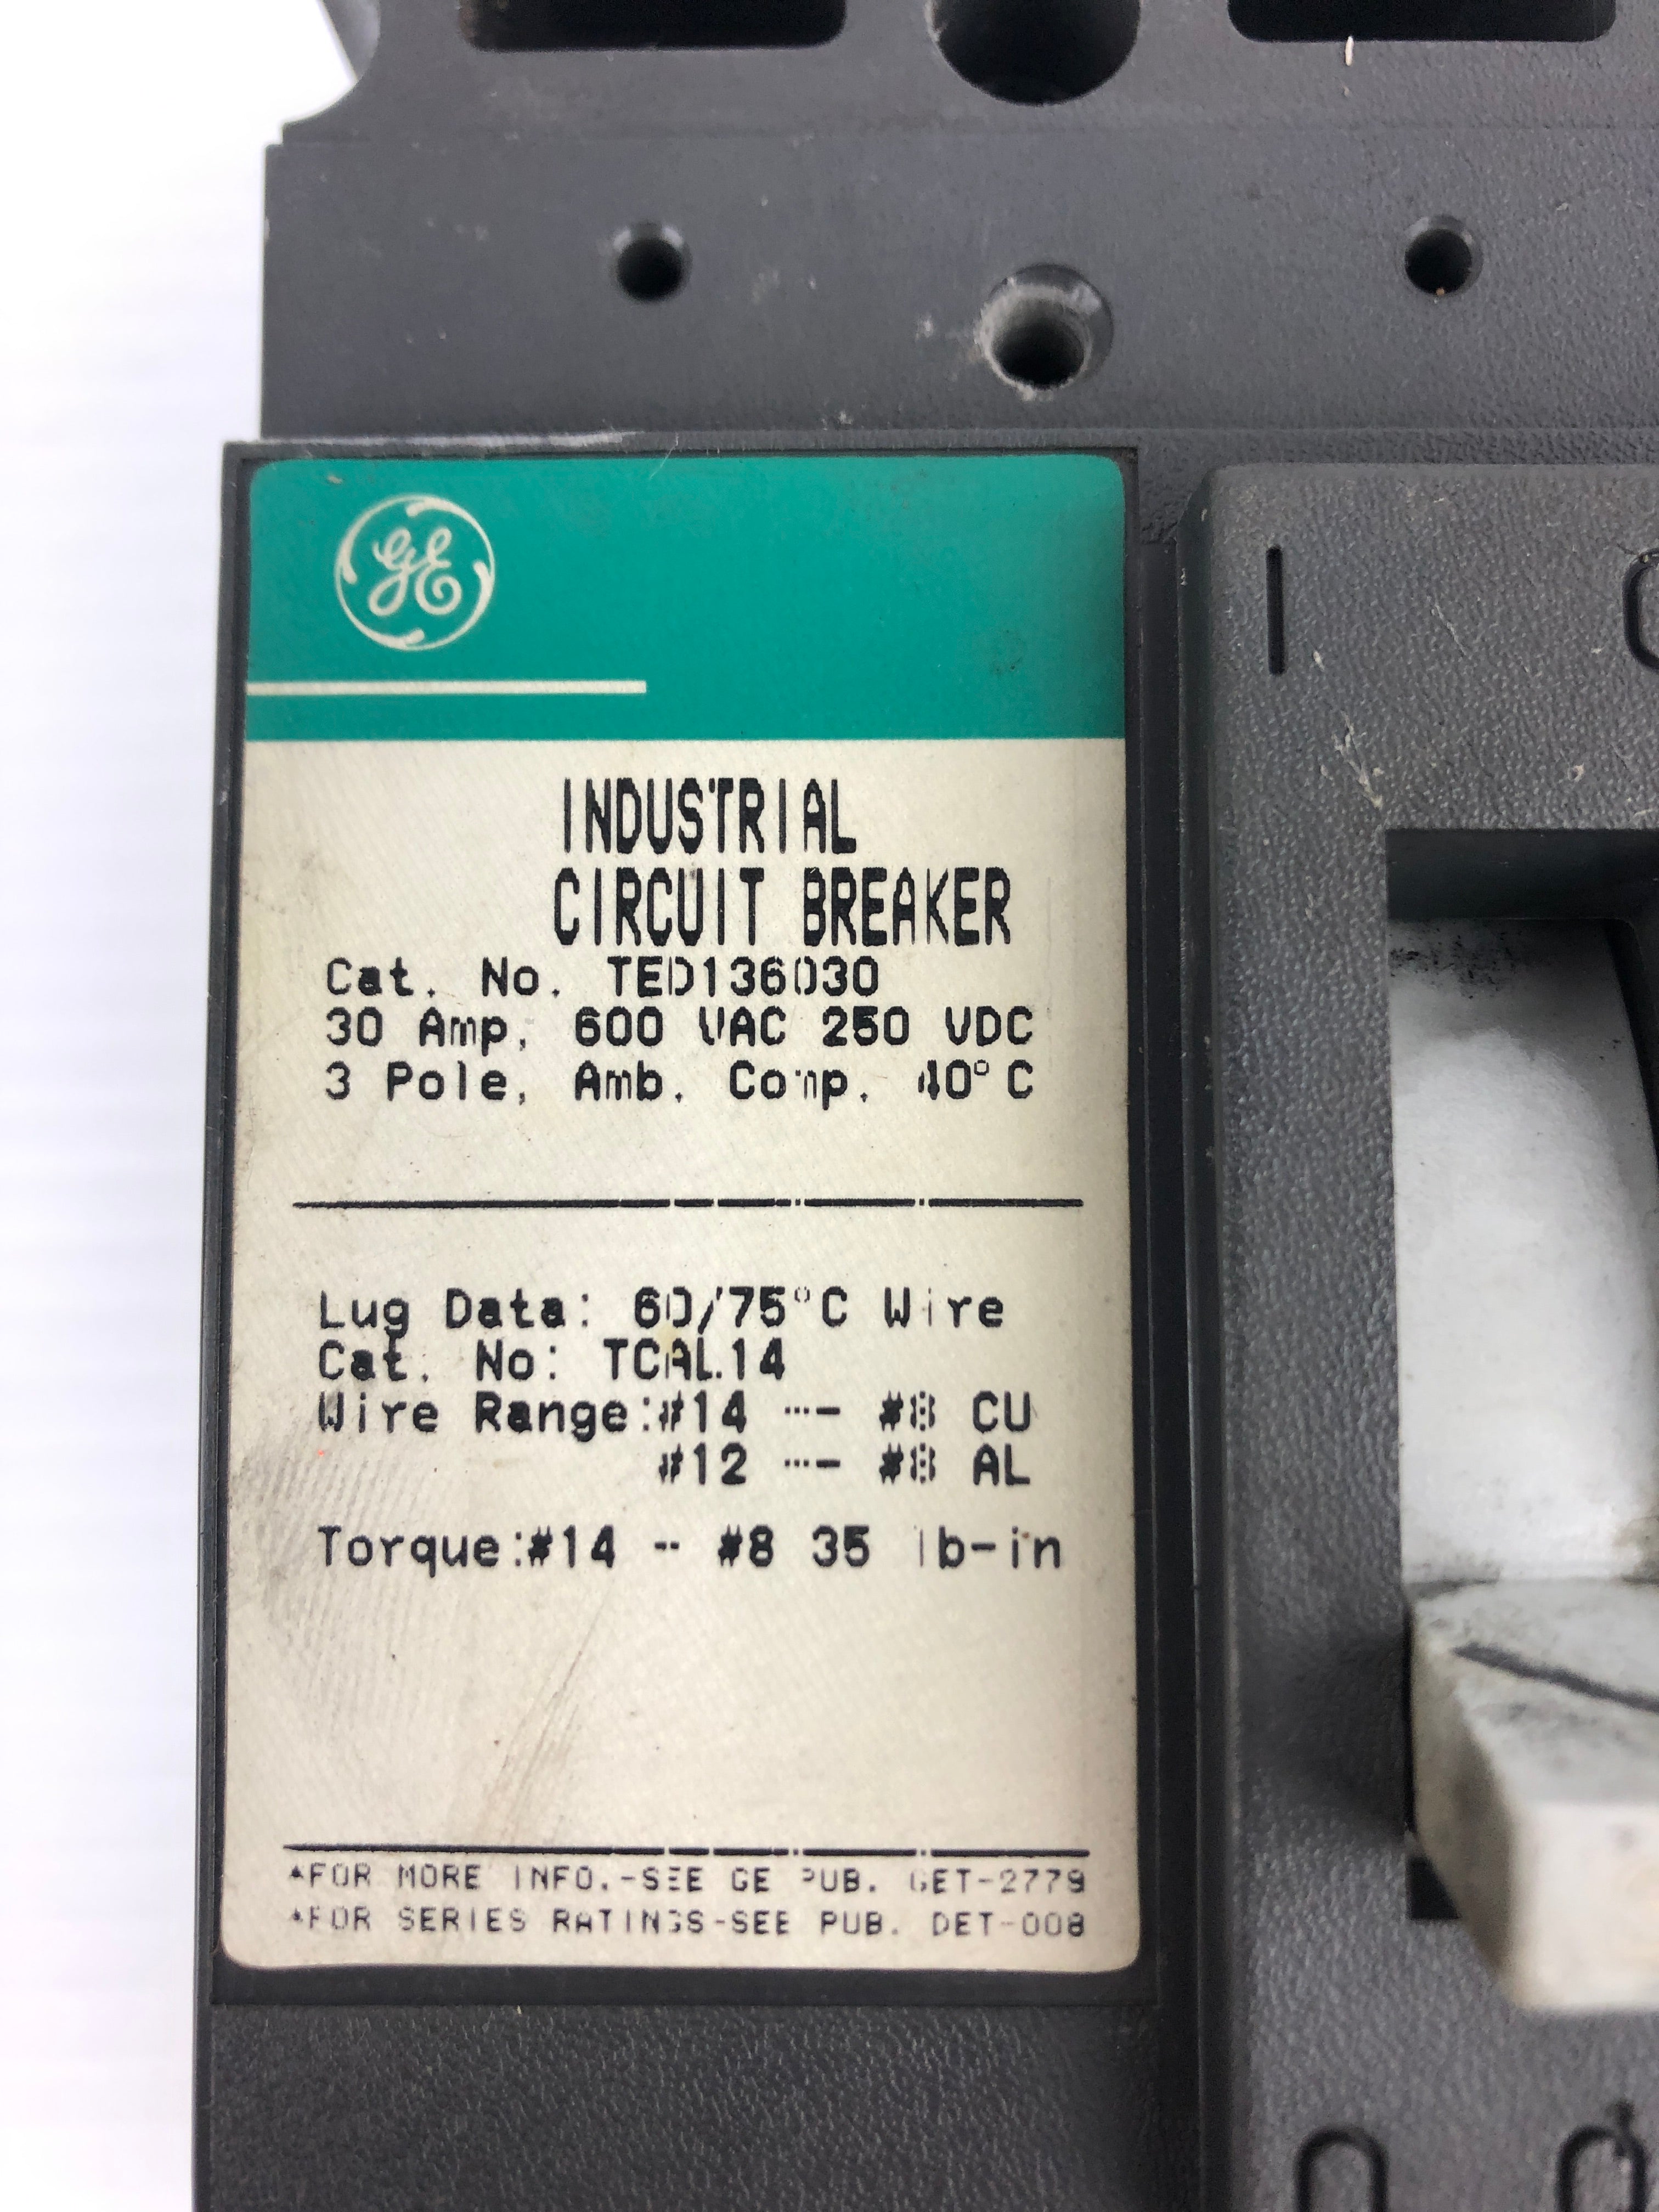 GE
INDUSTRIAL
CIRCUIT BREAKER
Cat. No. TED136030
30 Amp, 600 VAC 250 VDC
3 Pole, Amb. Comp. 40°C
Lug Data: 60/75°C Wire
Cat. No: TCAL14
Wire Range:#14 -- #8 CU
#12 -- #8 AL
Torque:#14 - #8 35 lb-in
*FOR MORE INFO.-SEE GE PUB. GET-2779
*FOR SERIES RATINGS-SEE PUB. DET-008
I